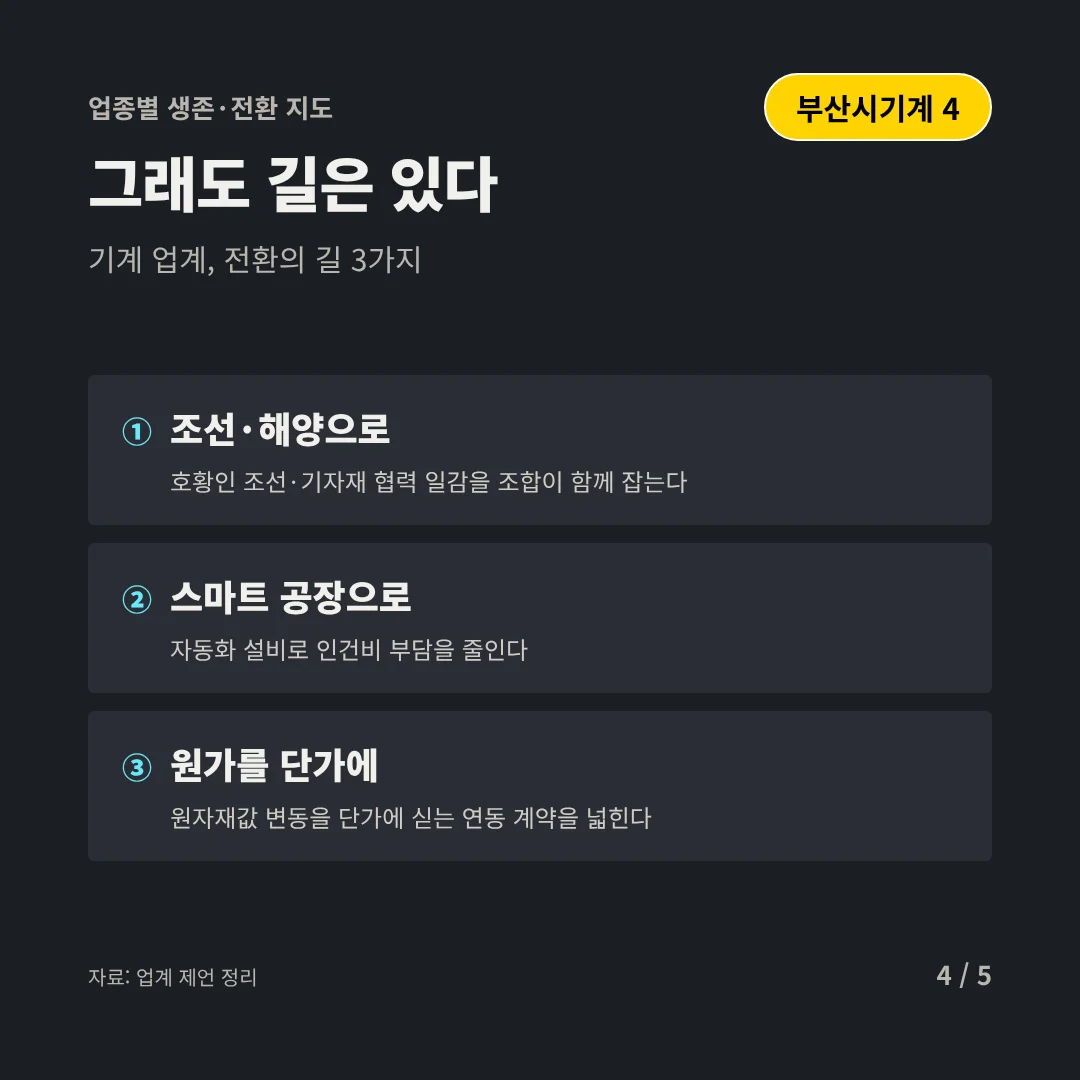 업종별 생존·전환 지도
부산시기계 4
그래도 길은 있다
기계 업계, 전환의 길 3가지
① 조선·해양으로
호황인 조선·기자재 협력 일감을 조합이 함께 잡는다
② 스마트 공장으로
자동화 설비로 인건비 부담을 줄인다
③ 원가를 단가에
원자재값 변동을 단가에 싣는 연동 계약을 넓힌다
자료: 업계 제언 정리
4 / 5